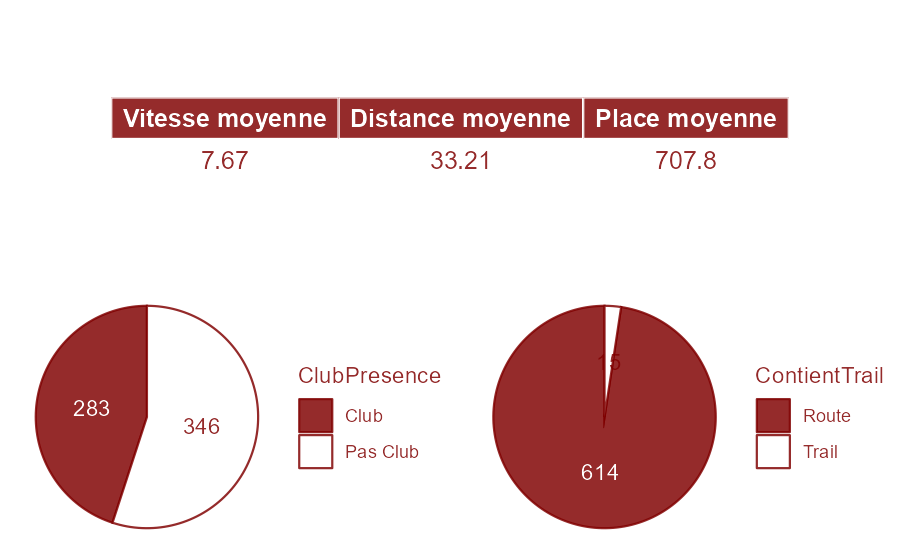 Vitesse moyenne Distance moyenne Place moyenne
7.67 33.21 707.8
283
346
ClubPresence
Club
Pas Club
15
614
ContientTrail
Route
Trail